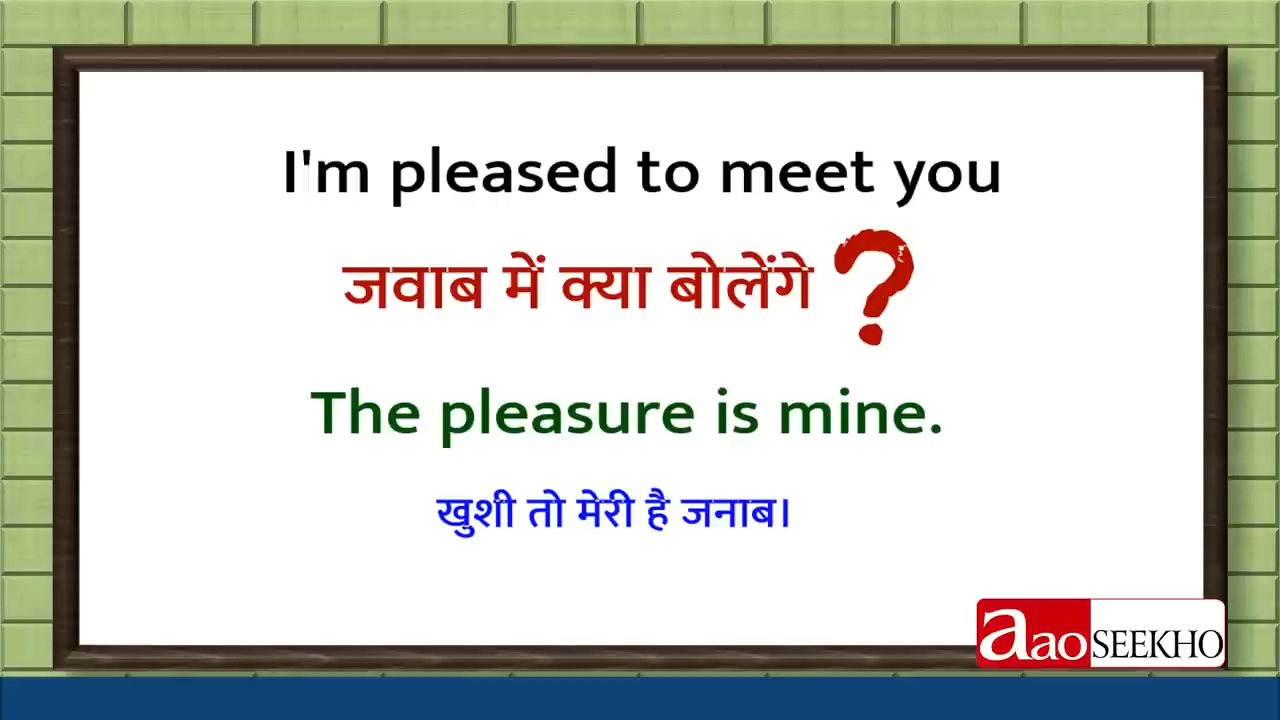 I'm pleased to meet you
जवाब में क्या बोलेंगे ?
The pleasure is mine.
खुशी तो मेरी है जनाब।
aao SEEKHO